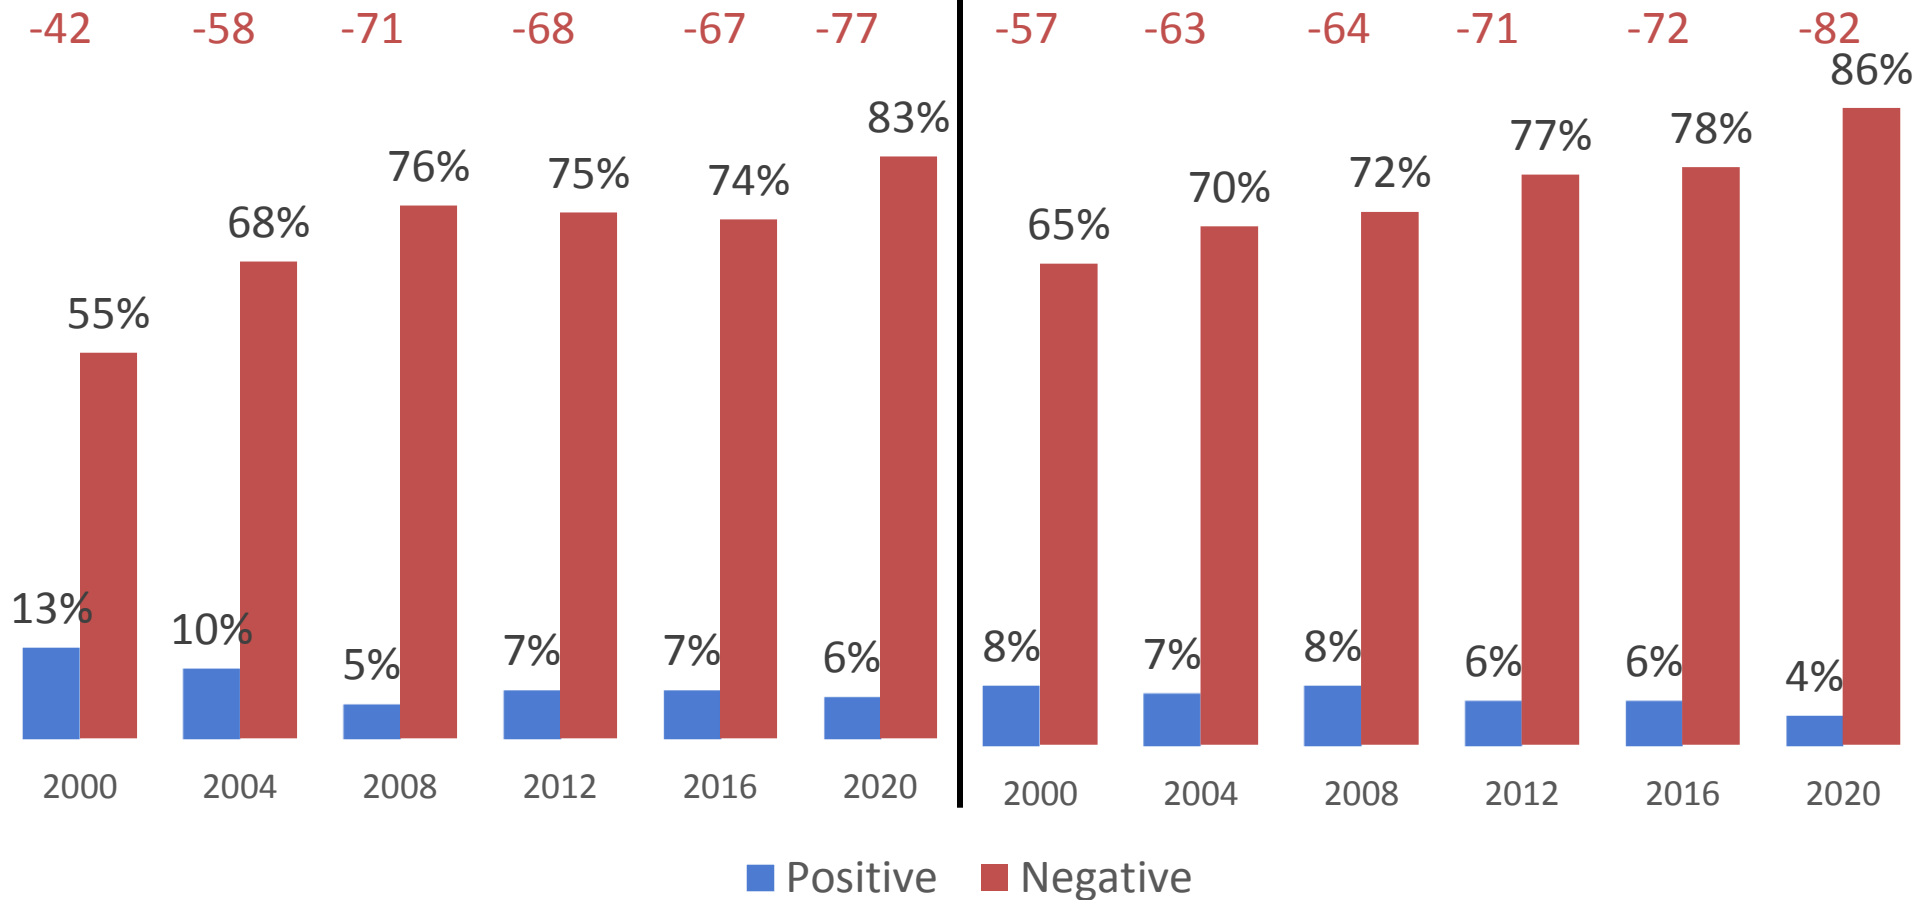 -42 -58 -71 -68 -67 -77 -57 -63 -64 -71 -72 -82
86%
83%
76% 75% 74% 77% 78%
68% 70% 72%
65%
55%
13% 10% 5% 7% 7% 6% 8% 7% 8% 6% 6% 4%
2000 2004 2008 2012 2016 2020 2000 2004 2008 2012 2016 2020
Positive Negative